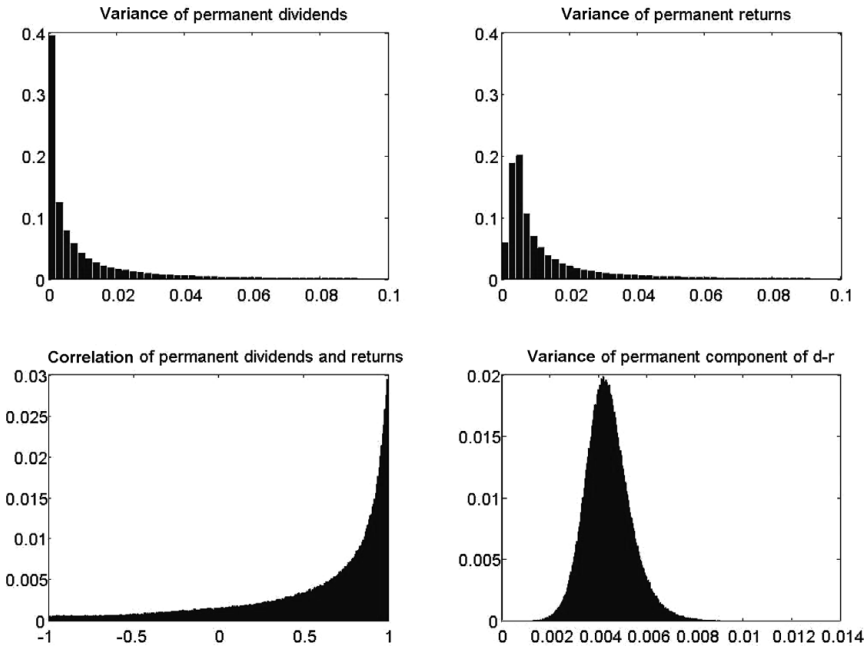 Variance of permanent dividends
0.4
0.3
0.2
0.1
0
0 0.02 0.04 0.06 0.08 0.1
Variance of permanent returns
0.4
0.3
0.2
0.1
0
0 0.02 0.04 0.06 0.08 0.1
Correlation of permanent dividends and returns
0.03
0.025
0.02
0.015
0.01
0.005
0
-1 -0.5 0 0.5 1
Variance of permanent component of d-r
0.02
0.015
0.01
0.005
0
0 0.002 0.004 0.006 0.008 0.01 0.012 0.014